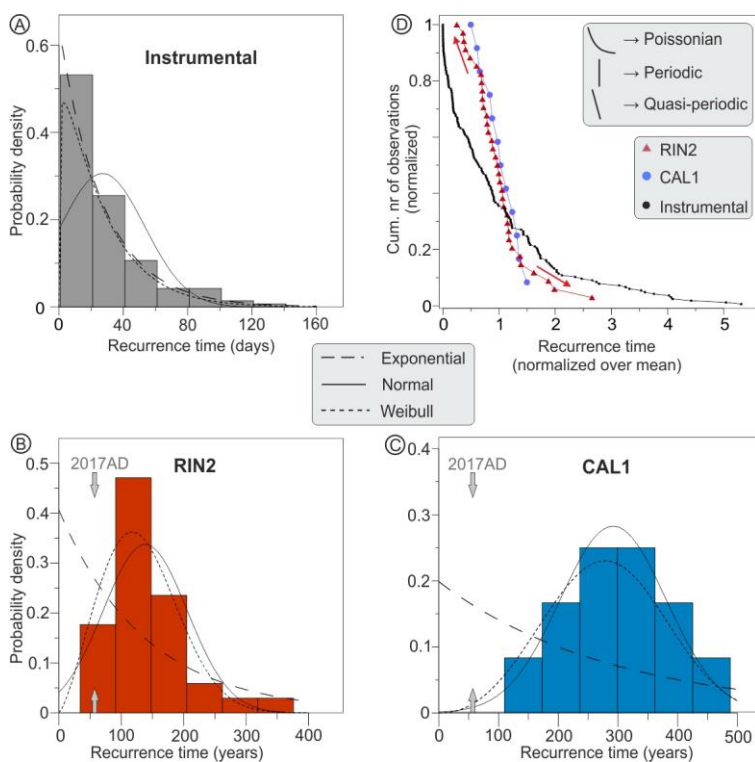 A
Instrumental
Probability density
0.6
0.4
0.2
0
0
40
80
120
160
Recurrence time (days)
D
Cum. nr of observations
(normalized)
1
0.8
0.2
0
0
1
2
3
4
5
Recurrence time
(normalized over mean)
→ Poissonian
→ Periodic
→ Quasi-periodic
RIN2
CAL1
Instrumental
Exponential
Normal
Weibull
B
2017AD
RIN2
Probability density
0.5
0.4
0.3
0.2
0.1
0
0
100
200
300
400
Recurrence time (years)
C
2017AD
CAL1
0.4
0.3
0.2
0.1
0
0
100
200
300
400
500
Recurrence time (years)